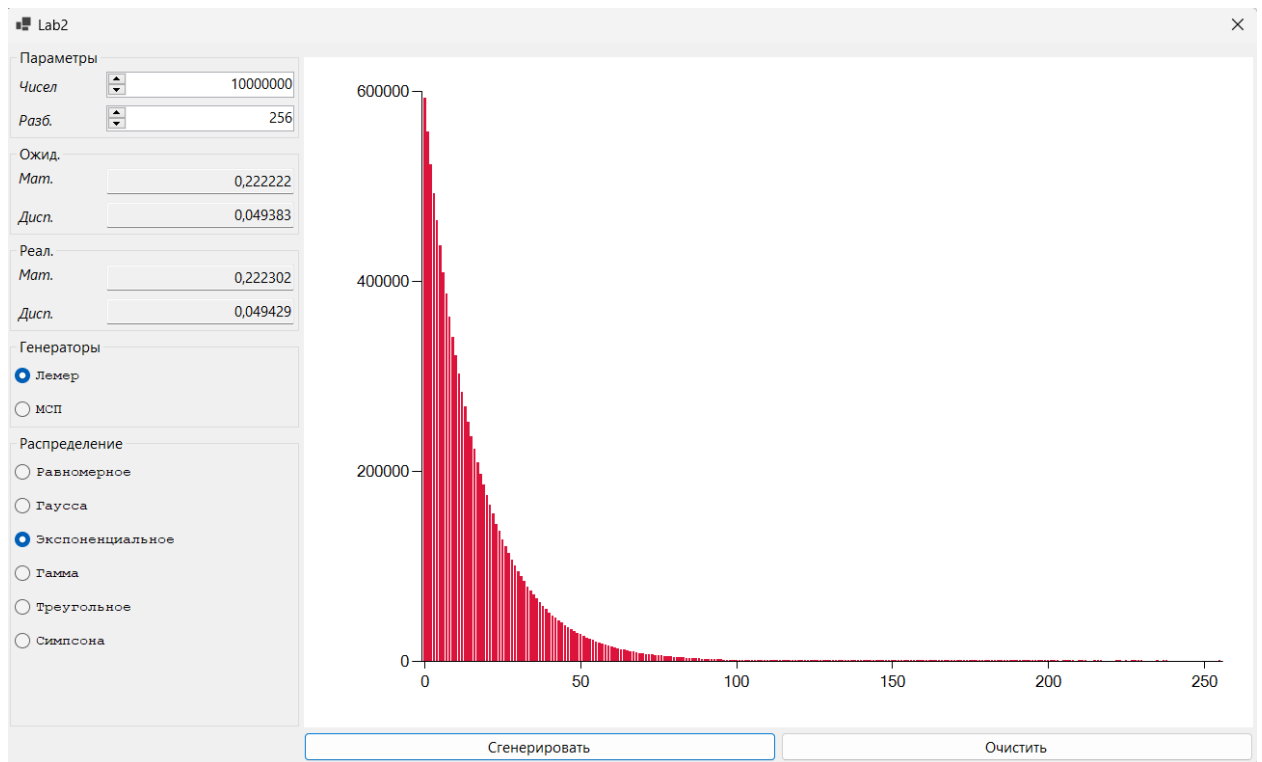 Lab2
Параметры
Чисел 10000000
Разб. 256
Ожид.
Мат. 0,222222
Дисп. 0,049383
Реал.
Мат. 0,222302
Дисп. 0,049429
Генераторы
Лемер
МСП
Распределение
Равномерное
Гаусса
Экспоненциальное
Гамма
Треугольное
Симпсона
600000
400000
200000
0
0 50 100 150 200 250
Сгенерировать Очистить